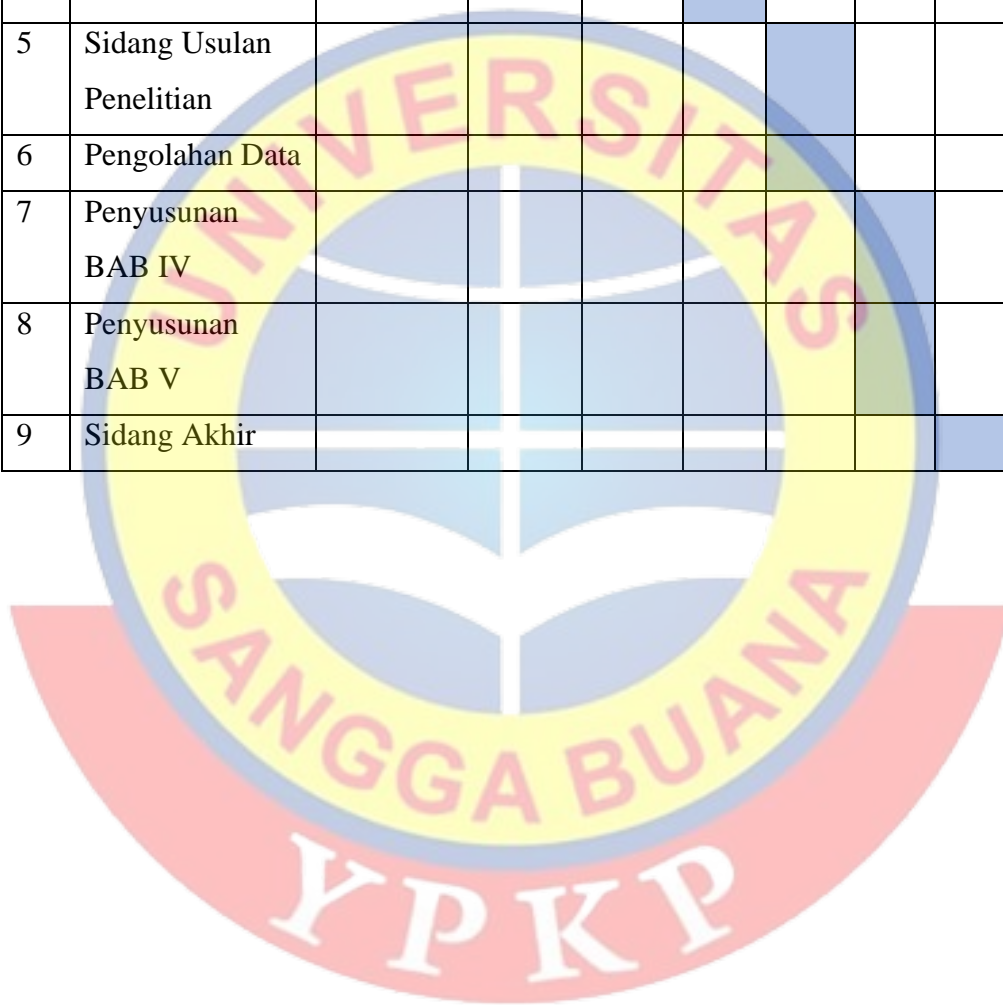 5 Sidang Usulan
Penelitian
6 Pengolahan Data
7 Penyusunan
BAB IV
8 Penyusunan
BAB V
9 Sidang Akhir
UNIVERSITAS
SANGGA BUANA
YPKP